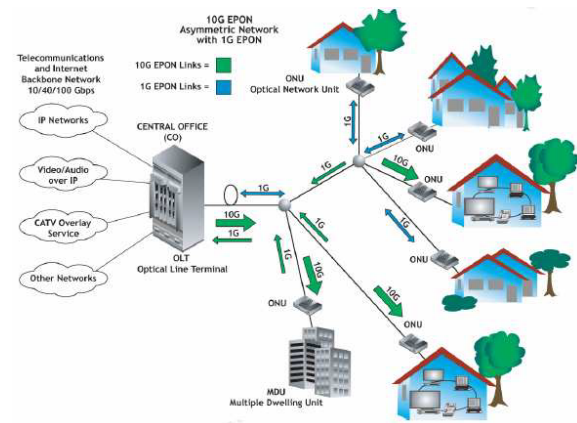 10G EPON
Asymmetric Network
with 1G EPON
10G EPON Links =
1G EPON Links =
Telecommunications
and Internet
Backbone Network
10/40/100 Gbps
IP Networks
Video/Audio
over IP
CATV Overlay
Service
Other Networks
CENTRAL OFFICE
(CO)
OLT
Optical Line Terminal
1G
10G
1G
ONU
Optical Network Unit
1G
1G
ONU
1G
10G
ONU
1G
1G
ONU
1G
10G
ONU
MDU
Multiple Dwelling Unit
1G
10G
ONU